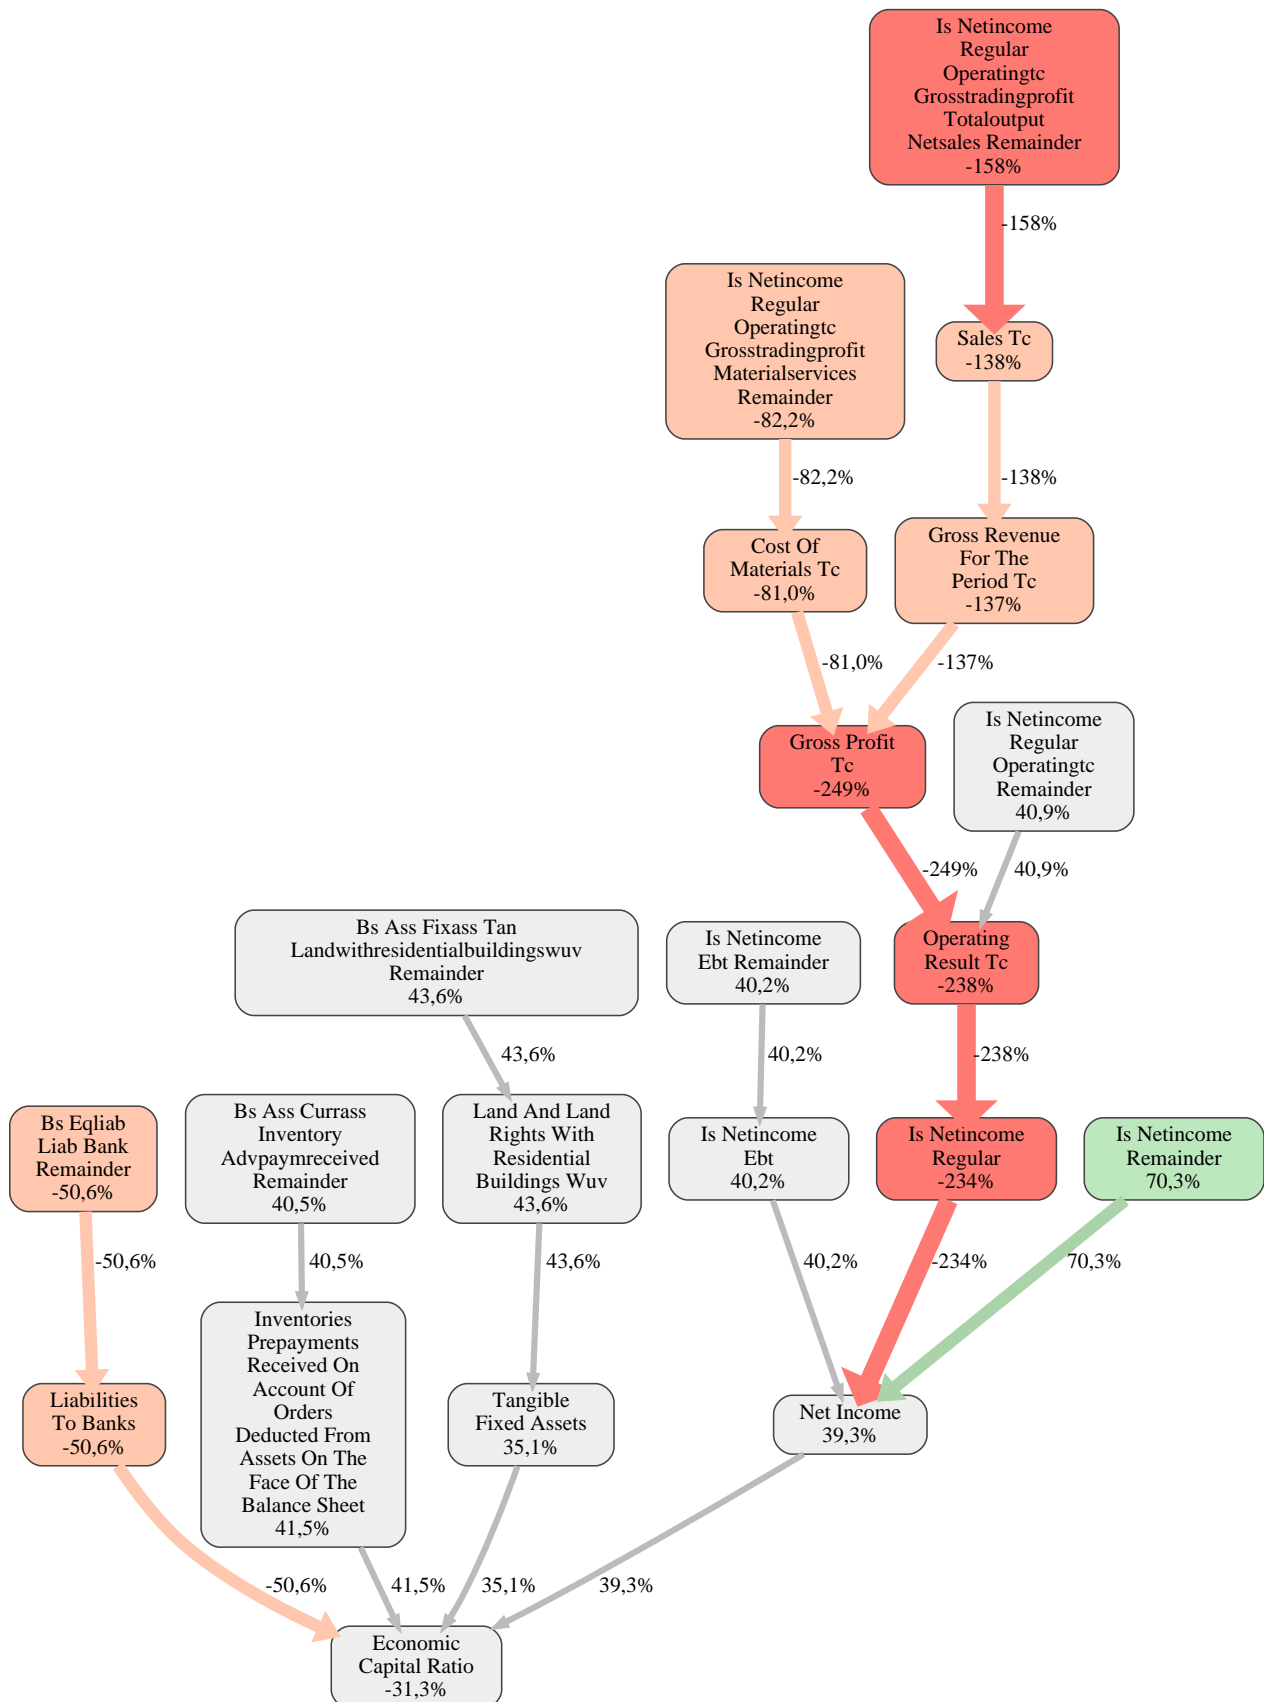 Is Netincome
Regular
Operatingtc
Grosstradingprofit
Totaloutput
Netsales Remainder
-158%
-158%
Is Netincome
Regular
Operatingtc
Grosstradingprofit
Materialservices
Remainder
-82,2%
Sales Tc
-138%
-82,2%
-138%
Cost Of
Materials Tc
-81,0%
Gross Revenue
For The
Period Tc
-137%
-81,0%
-137%
Gross Profit
Tc
-249%
Is Netincome
Regular
Operatingtc
Remainder
40,9%
-249%
40,9%
Bs Ass Fixass Tan
Landwithresidentialbuildingswuv
Remainder
43,6%
Is Netincome
Ebt Remainder
40,2%
Operating
Result Tc
-238%
43,6%
40,2%
-238%
Bs Eqliab
Liab Bank
Remainder
-50,6%
Bs Ass Currass
Inventory
Advpaymreceived
Remainder
40,5%
Land And Land
Rights With
Residential
Buildings Wuv
43,6%
Is Netincome
Ebt
40,2%
Is Netincome
Regular
-234%
Is Netincome
Remainder
70,3%
-50,6%
40,5%
43,6%
40,2%
-234%
70,3%
Liabilities
To Banks
-50,6%
Inventories
Prepayments
Received On
Account Of
Orders
Deducted From
Assets On The
Face Of The
Balance Sheet
41,5%
Tangible
Fixed Assets
35,1%
Net Income
39,3%
-50,6%
41,5%
35,1%
39,3%
Economic
Capital Ratio
-31,3%